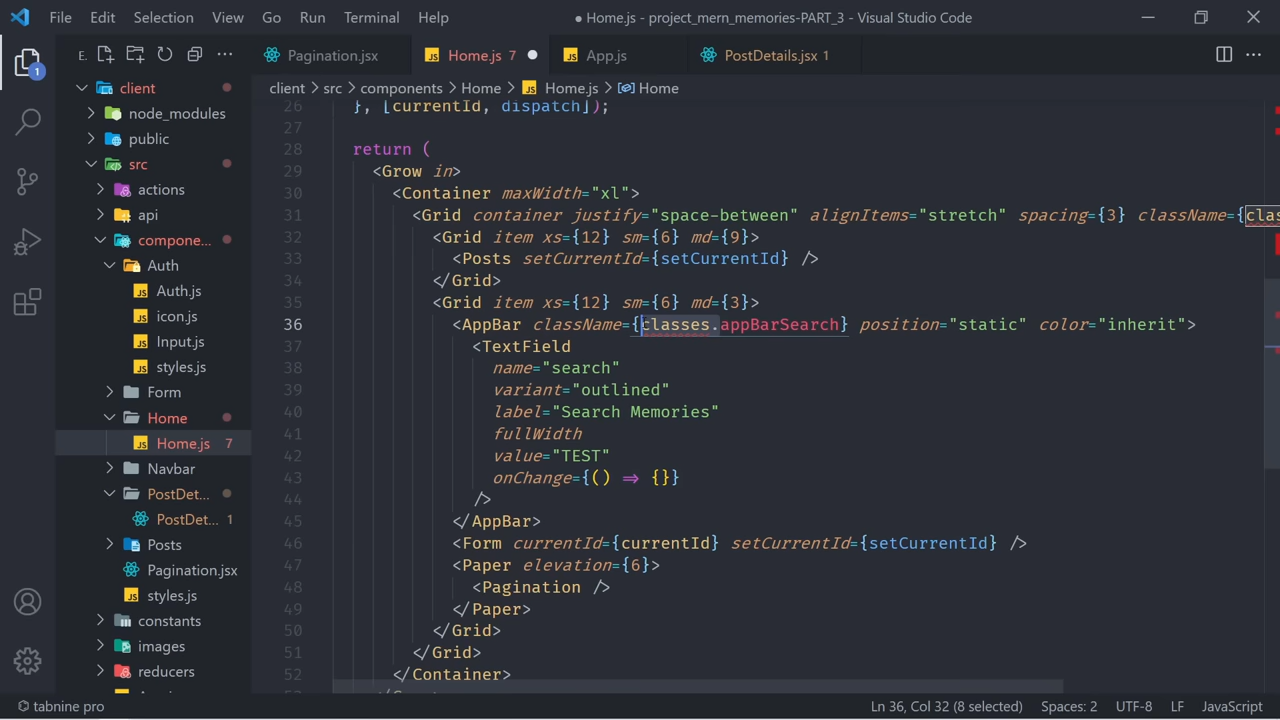 File Edit Selection View Go Run Terminal Help ● Home.js - project_mern_memories-PART_3 - Visual Studio Code
E. Pagination.jsx Home.js 7 App.js PostDetails.jsx 1
1
client > src > components > Home > Home.js > Home
client
node_modules
public
src
actions
api
compone...
Auth
Auth.js
icon.js
Input.js
styles.js
Form
Home
Home.js 7
Navbar
PostDet...
PostDet... 1
Posts
Pagination.jsx
styles.js
constants
images
reducers
26 }, [currentId, dispatch]);
27
28 return (
29 <Grow in>
30 <Container maxWidth="xl">
31 <Grid container justify="space-between" alignItems="stretch" spacing={3} className={clas
32 <Grid item xs={12} sm={6} md={9}>
33 <Posts setCurrentId={setCurrentId} />
34 </Grid>
35 <Grid item xs={12} sm={6} md={3}>
36 <AppBar className={classes.appBarSearch} position="static" color="inherit">
37 <TextField
38 name="search"
39 variant="outlined"
40 label="Search Memories"
41 fullWidth
42 value="TEST"
43 onChange={() => {}}
44 />
45 </AppBar>
46 <Form currentId={currentId} setCurrentId={setCurrentId} />
47 <Paper elevation={6}>
48 <Pagination />
49 </Paper>
50 </Grid>
51 </Grid>
52 </Container>
tabnine pro Ln 36, Col 32 (8 selected) Spaces: 2 UTF-8 LF JavaScript